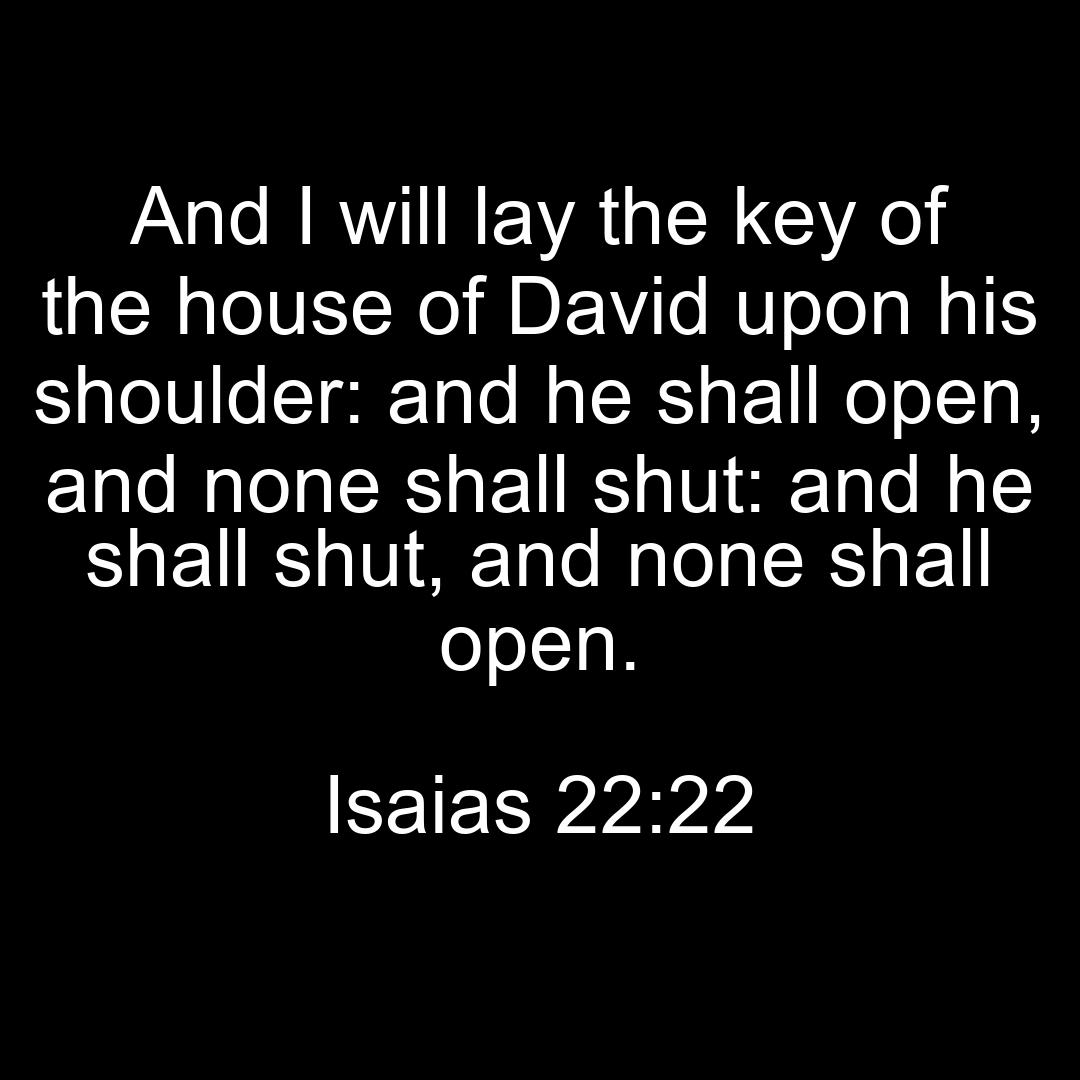 And I will lay the key of
the house of David upon his
shoulder: and he shall open,
and none shall shut: and he
shall shut, and none shall
open.
Isaias 22:22